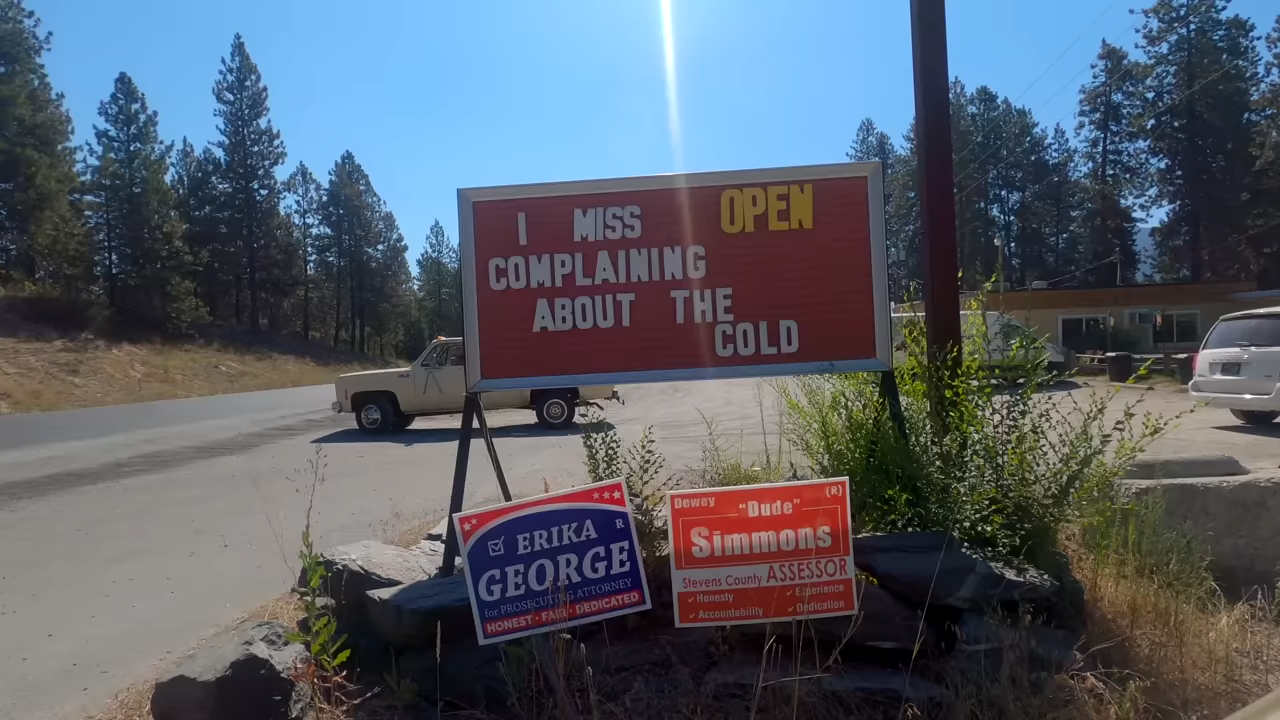 I MISS OPEN
COMPLAINING
ABOUT THE
COLD
ERIKA R
GEORGE
for PROSECUTING ATTORNEY
HONEST • FAIR • DEDICATED
Dewey (R)
"Dude"
Simmons
Stevens County ASSESSOR
✓ Honesty ✓ Experience
✓ Accountability ✓ Dedication